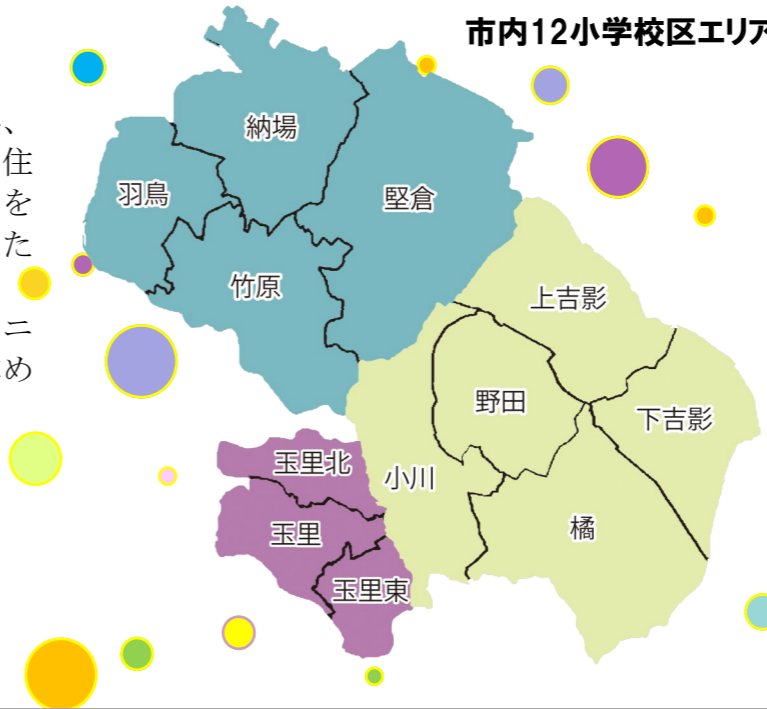 市内12小学校区エリア
、
住
を
た
ニ
め
納場
羽鳥
堅倉
竹原
上吉影
野田
下吉影
玉里北
小川
玉里
橘
玉里東